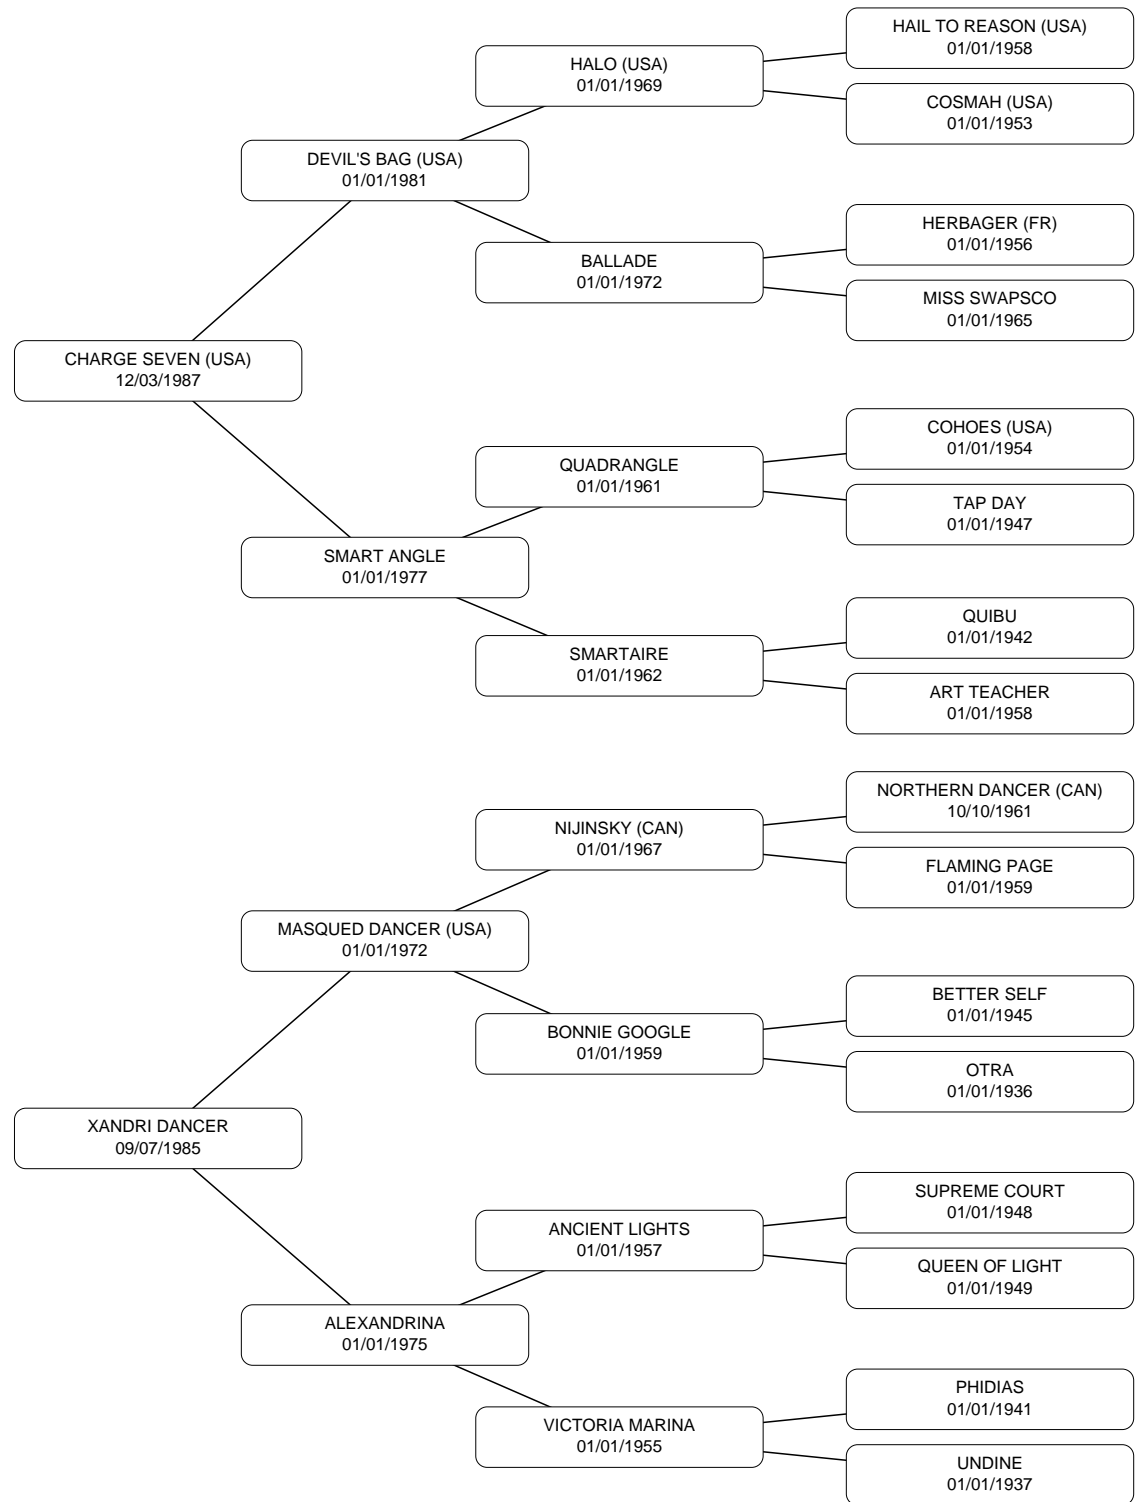 HAIL TO REASON (USA)
01/01/1958
HALO (USA)
01/01/1969
COSMAH (USA)
01/01/1953
DEVIL'S BAG (USA)
01/01/1981
HERBAGER (FR)
01/01/1956
BALLADE
01/01/1972
MISS SWAPSCO
01/01/1965
CHARGE SEVEN (USA)
12/03/1987
COHOES (USA)
01/01/1954
QUADRANGLE
01/01/1961
TAP DAY
01/01/1947
SMART ANGLE
01/01/1977
QUIBU
01/01/1942
SMARTAIRE
01/01/1962
ART TEACHER
01/01/1958
NORTHERN DANCER (CAN)
10/10/1961
NIJINSKY (CAN)
01/01/1967
FLAMING PAGE
01/01/1959
MASQUED DANCER (USA)
01/01/1972
BETTER SELF
01/01/1945
BONNIE GOOGLE
01/01/1959
OTRA
01/01/1936
XANDRI DANCER
09/07/1985
SUPREME COURT
01/01/1948
ANCIENT LIGHTS
01/01/1957
QUEEN OF LIGHT
01/01/1949
ALEXANDRINA
01/01/1975
PHIDIAS
01/01/1941
VICTORIA MARINA
01/01/1955
UNDINE
01/01/1937